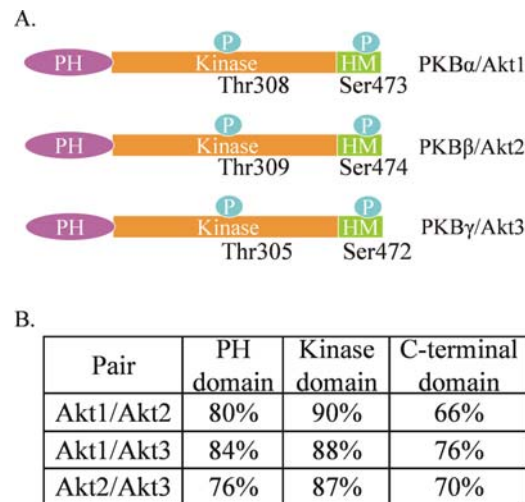 A.
P P
PH Kinase HM PKBα/Akt1
Thr308 Ser473
P P
PH Kinase HM PKBβ/Akt2
Thr309 Ser474
P P
PH Kinase HM PKBγ/Akt3
Thr305 Ser472
B.
Pair PH domain Kinase domain C-terminal domain
Akt1/Akt2 80% 90% 66%
Akt1/Akt3 84% 88% 76%
Akt2/Akt3 76% 87% 70%